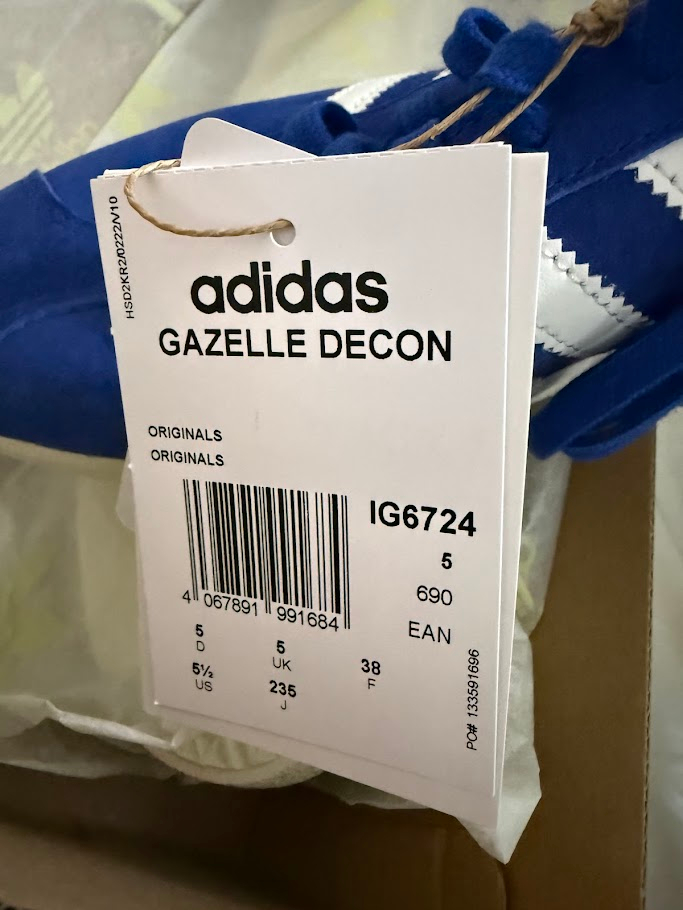 HSD2KR2/0222/V10
adidas
GAZELLE DECON
ORIGINALS
ORIGINALS
IG6724
5
690
EAN
4 067891 991684
5
D
5
UK
38
F
5½
US
235
J
PO# 133591696